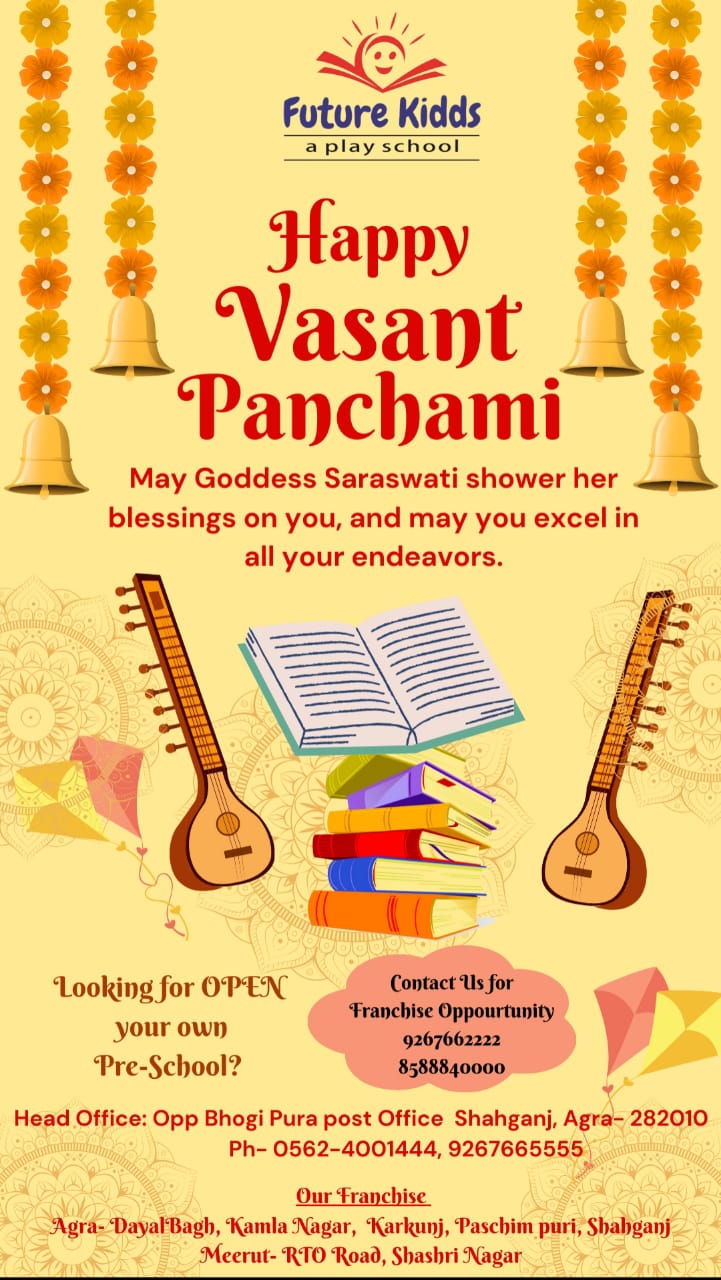 Future Kidds
a play school
Happy
Vasant
Panchami
May Goddess Saraswati shower her
blessings on you, and may you excel in
all your endeavors.
Looking for OPEN
your own
Pre-School?
Contact Us for
Franchise Oppourtunity
9267662222
8588840000
Head Office: Opp Bhogi Pura post Office Shahganj, Agra- 282010
Ph- 0562-4001444, 9267665555
Our Franchise
Agra- DayalBagh, Kamla Nagar, Karkunj, Paschim puri, Shahganj
Meerut- RTO Road, Shashri Nagar